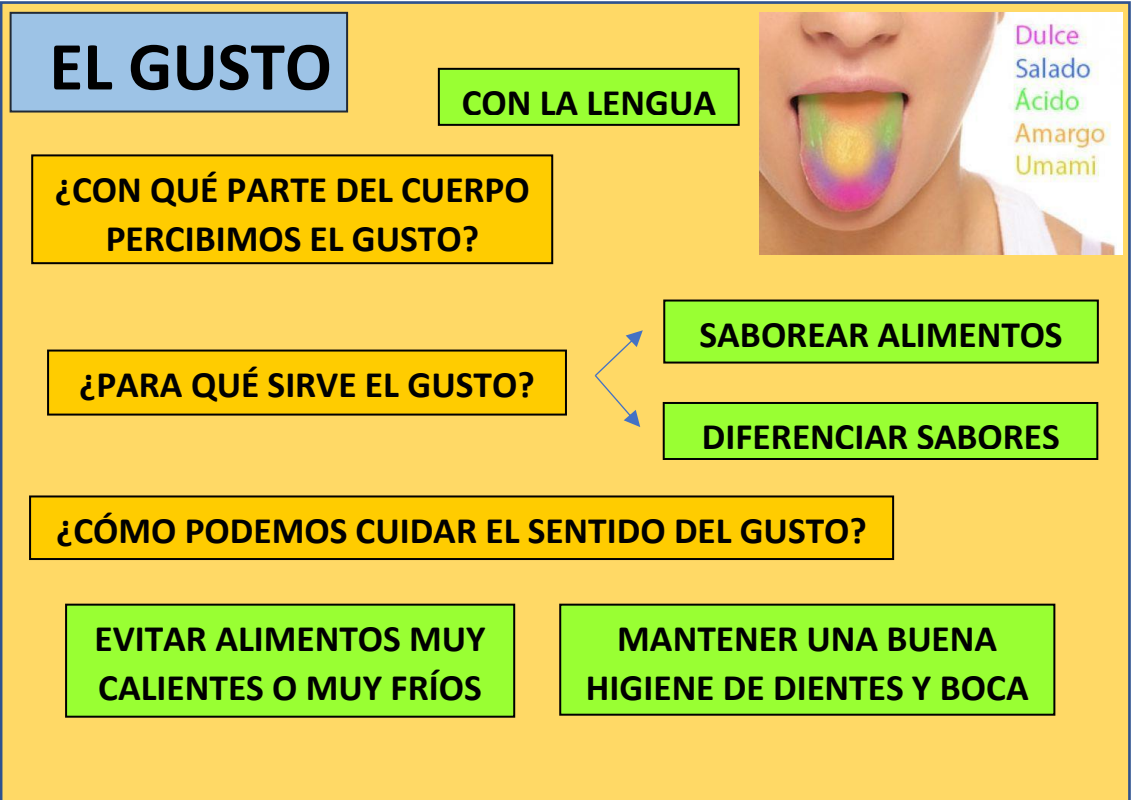 EL GUSTO
CON LA LENGUA
Dulce
Salado
Ácido
Amargo
Umami
¿CON QUÉ PARTE DEL CUERPO
PERCIBIMOS EL GUSTO?
¿PARA QUÉ SIRVE EL GUSTO?
SABOREAR ALIMENTOS
DIFERENCIAR SABORES
¿CÓMO PODEMOS CUIDAR EL SENTIDO DEL GUSTO?
EVITAR ALIMENTOS MUY
CALIENTES O MUY FRÍOS
MANTENER UNA BUENA
HIGIENE DE DIENTES Y BOCA